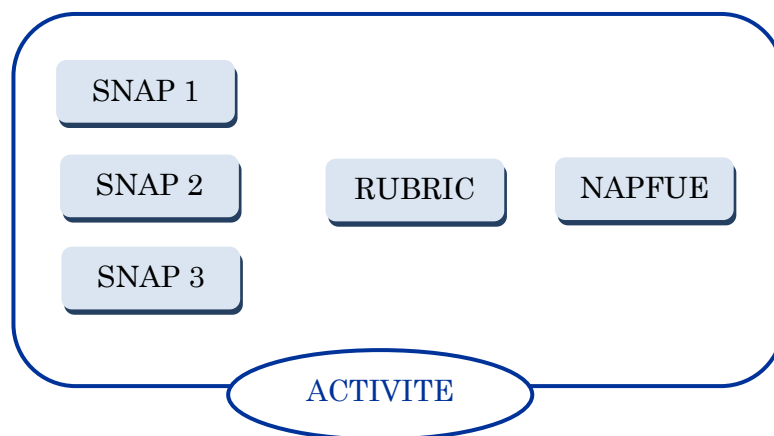 SNAP 1
SNAP 2
RUBRIC
NAPFUE
SNAP 3
ACTIVITE